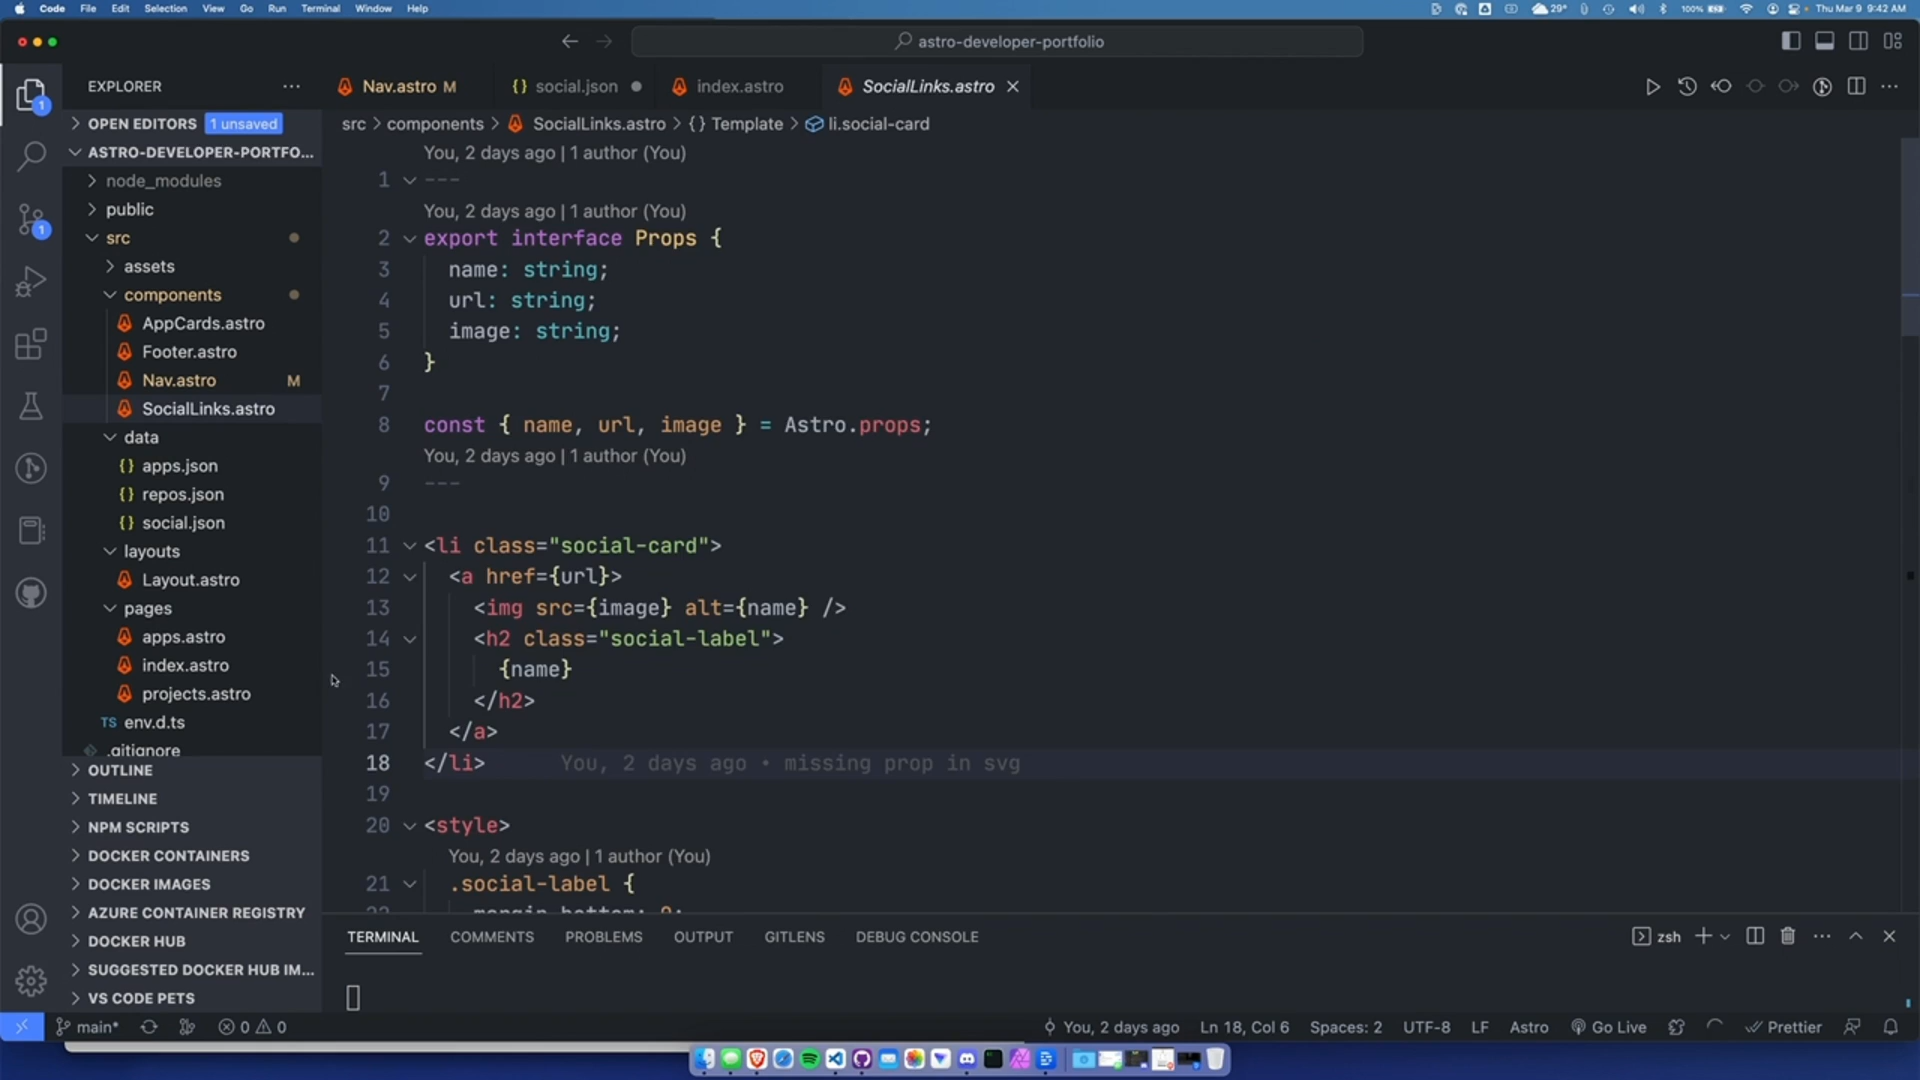 Code File Edit Selection View Go Run Terminal Window Help
29° 100% Thu Mar 9 9:42 AM
astro-developer-portfolio
EXPLORER
Nav.astro M
{} social.json
index.astro
SocialLinks.astro
OPEN EDITORS 1 unsaved
src > components > SocialLinks.astro > {} Template > li.social-card
ASTRO-DEVELOPER-PORTFO...
node_modules
public
src
assets
components
AppCards.astro
Footer.astro
Nav.astro M
SocialLinks.astro
data
{} apps.json
{} repos.json
{} social.json
layouts
Layout.astro
pages
apps.astro
index.astro
projects.astro
TS env.d.ts
.gitignore
OUTLINE
TIMELINE
NPM SCRIPTS
DOCKER CONTAINERS
DOCKER IMAGES
AZURE CONTAINER REGISTRY
DOCKER HUB
SUGGESTED DOCKER HUB IM...
VS CODE PETS
You, 2 days ago | 1 author (You)
1 ---
You, 2 days ago | 1 author (You)
2 export interface Props {
3 name: string;
4 url: string;
5 image: string;
6 }
7
8 const { name, url, image } = Astro.props;
You, 2 days ago | 1 author (You)
9 ---
10
11 <li class="social-card">
12 <a href={url}>
13 <img src={image} alt={name} />
14 <h2 class="social-label">
15 {name}
16 </h2>
17 </a>
18 </li> You, 2 days ago • missing prop in svg
19
20 <style>
You, 2 days ago | 1 author (You)
21 .social-label {
22 margin-bottom: 0;
TERMINAL COMMENTS PROBLEMS OUTPUT GITLENS DEBUG CONSOLE
zsh
1
1
main* 0 0
You, 2 days ago Ln 18, Col 6 Spaces: 2 UTF-8 LF Astro Go Live Prettier